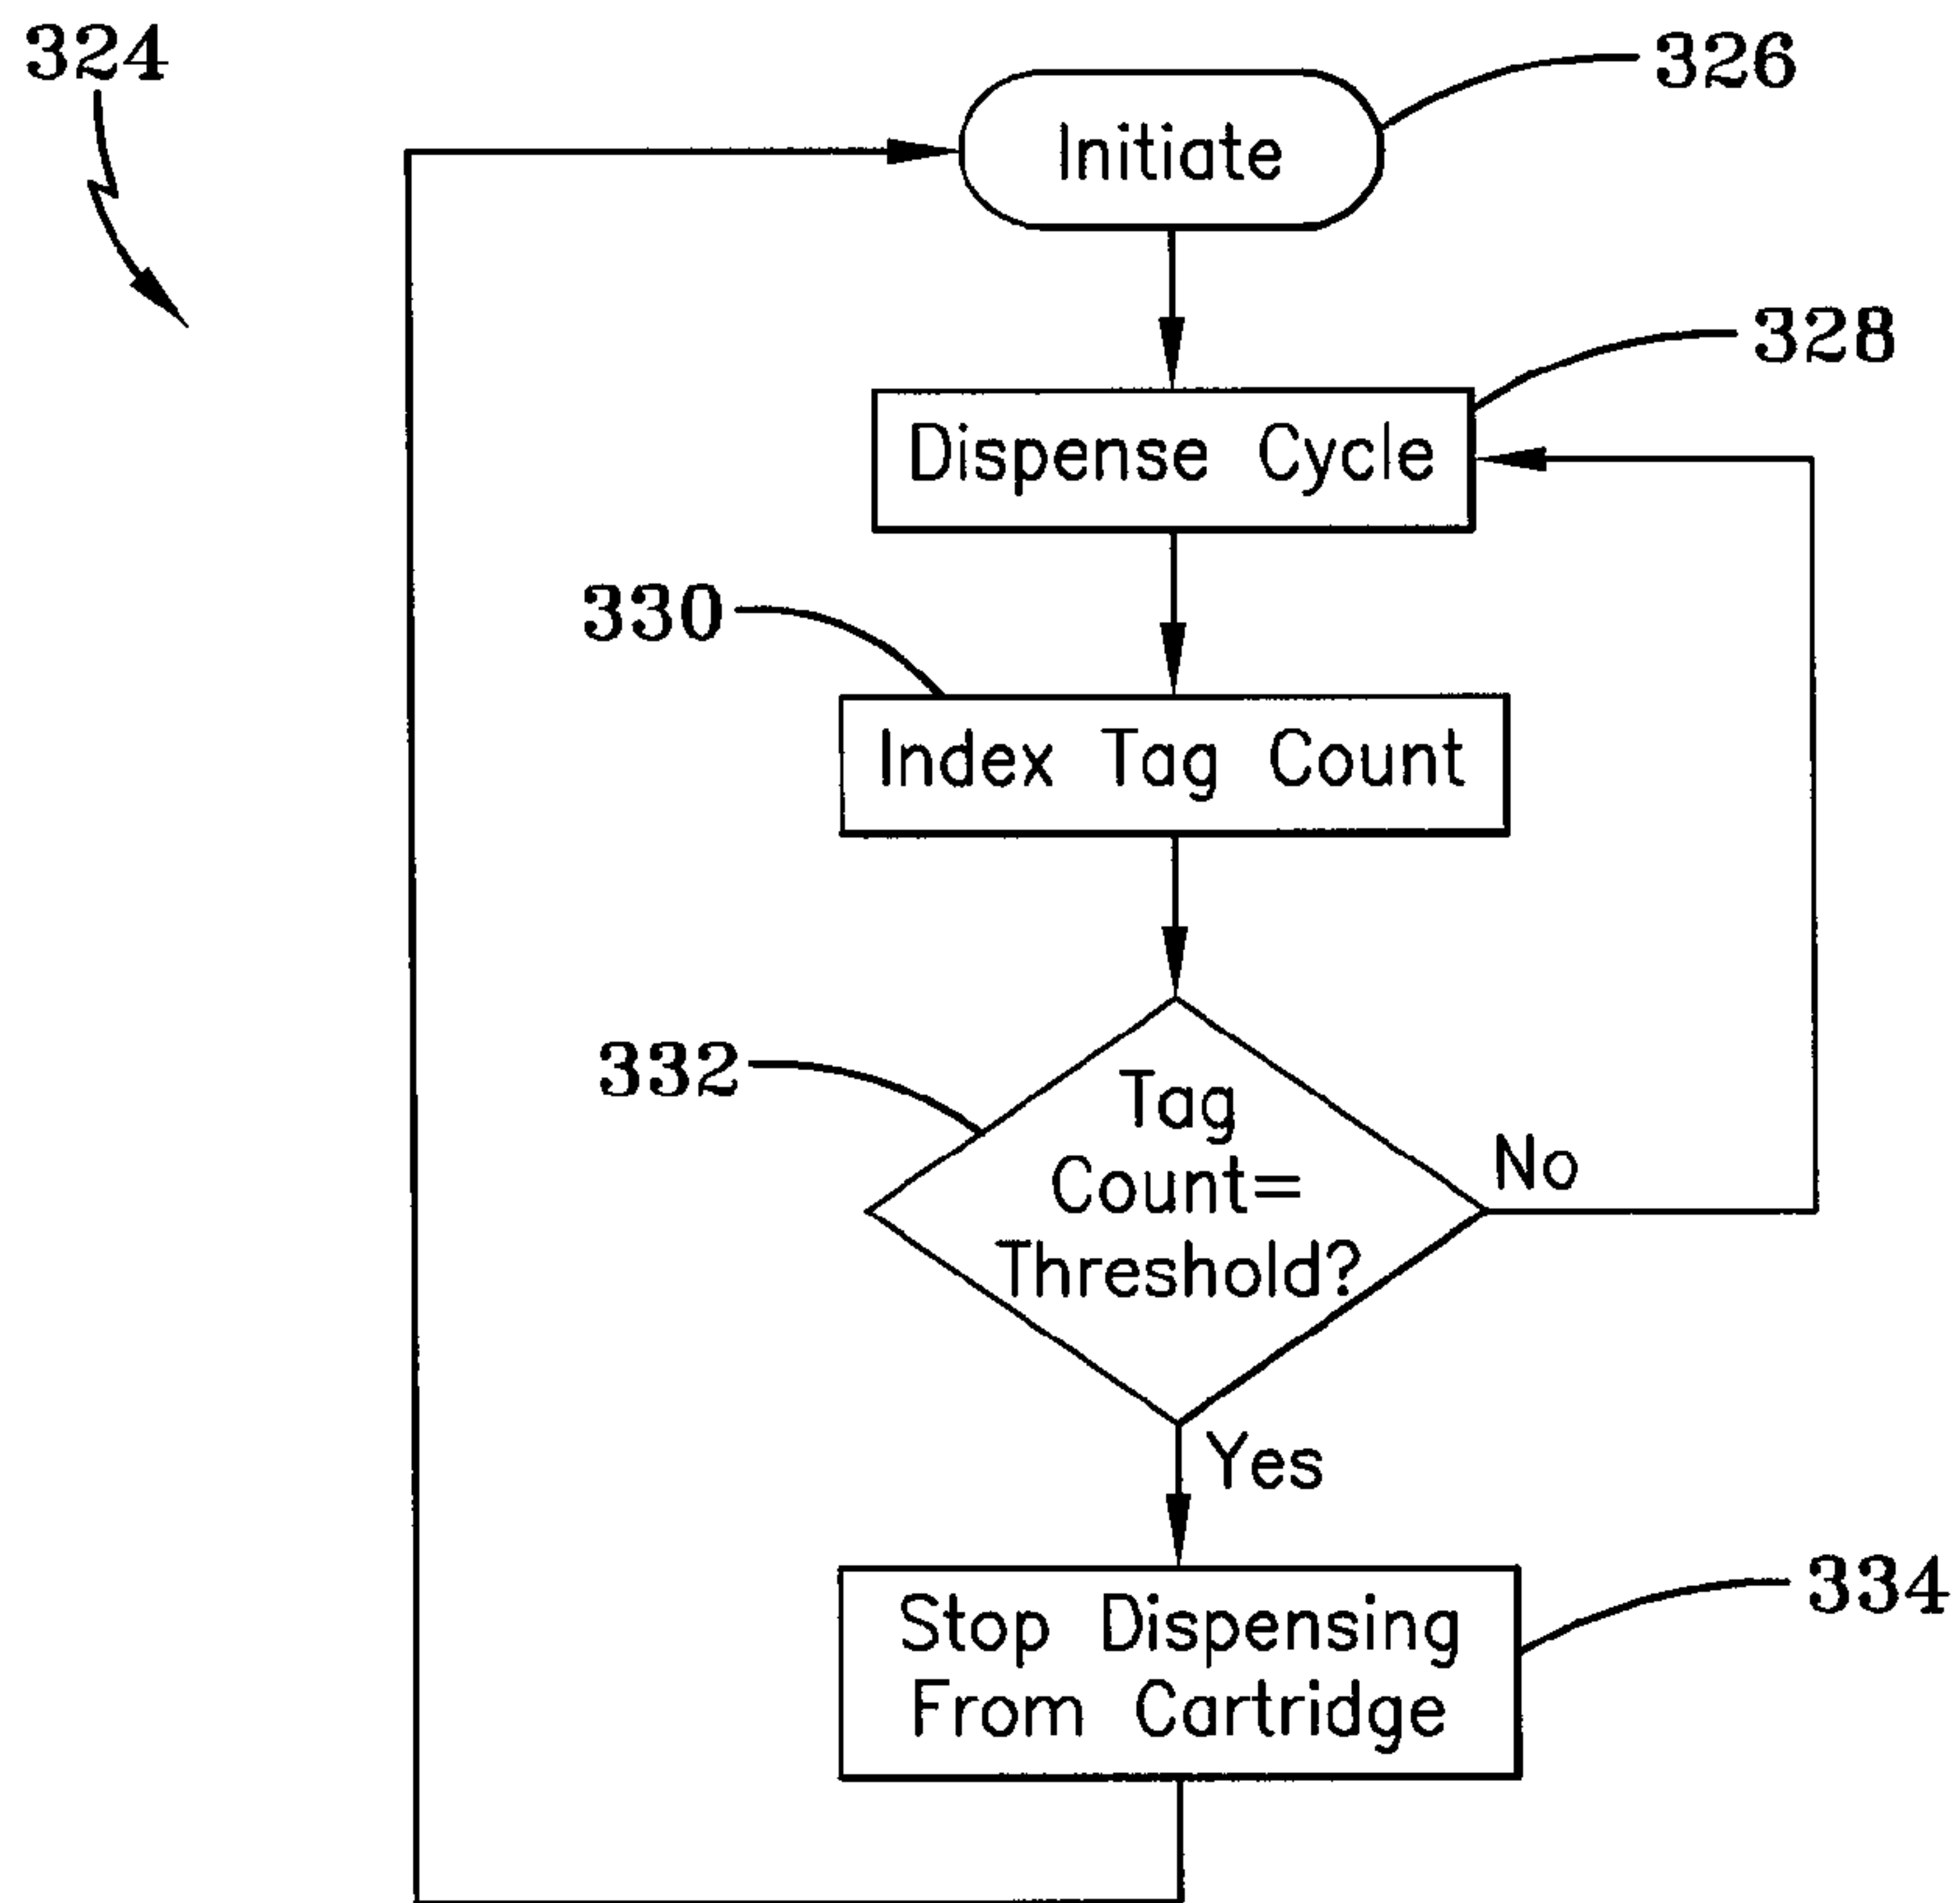 324
326
Initiate
328
Dispense Cycle
330
Index Tag Count
332
Tag
Count=
Threshold?
No
Yes
334
Stop Dispensing
From Cartridge